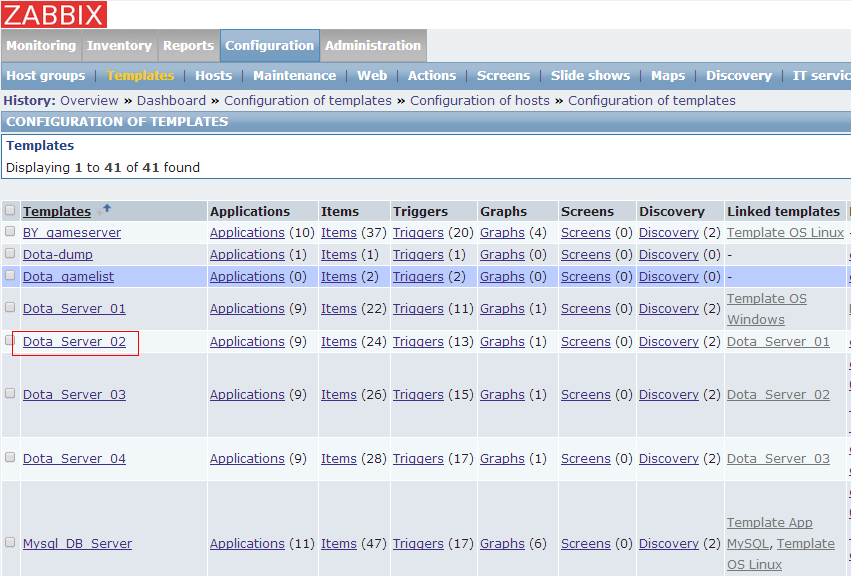 ZABBIX
Monitoring Inventory Reports Configuration Administration
Host groups | Templates | Hosts | Maintenance | Web | Actions | Screens | Slide shows | Maps | Discovery | IT servic
History: Overview » Dashboard » Configuration of templates » Configuration of hosts » Configuration of templates
CONFIGURATION OF TEMPLATES
Templates
Displaying 1 to 41 of 41 found
Templates Applications Items Triggers Graphs Screens Discovery Linked templates
BY_gameserver Applications (10) Items (37) Triggers (20) Graphs (4) Screens (0) Discovery (2) Template OS Linux
Dota-dump Applications (1) Items (1) Triggers (1) Graphs (0) Screens (0) Discovery (0) -
Dota_gamelist Applications (0) Items (2) Triggers (2) Graphs (0) Screens (0) Discovery (0) -
Dota_Server_01 Applications (9) Items (22) Triggers (11) Graphs (1) Screens (0) Discovery (2) Template OS
Windows
Dota_Server_02 Applications (9) Items (24) Triggers (13) Graphs (1) Screens (0) Discovery (2) Dota_Server_01
Dota_Server_03 Applications (9) Items (26) Triggers (15) Graphs (1) Screens (0) Discovery (2) Dota_Server_02
Dota_Server_04 Applications (9) Items (28) Triggers (17) Graphs (1) Screens (0) Discovery (2) Dota_Server_03
Mysql_DB_Server Applications (11) Items (47) Triggers (17) Graphs (6) Screens (0) Discovery (2) Template App
MySQL, Template
OS Linux